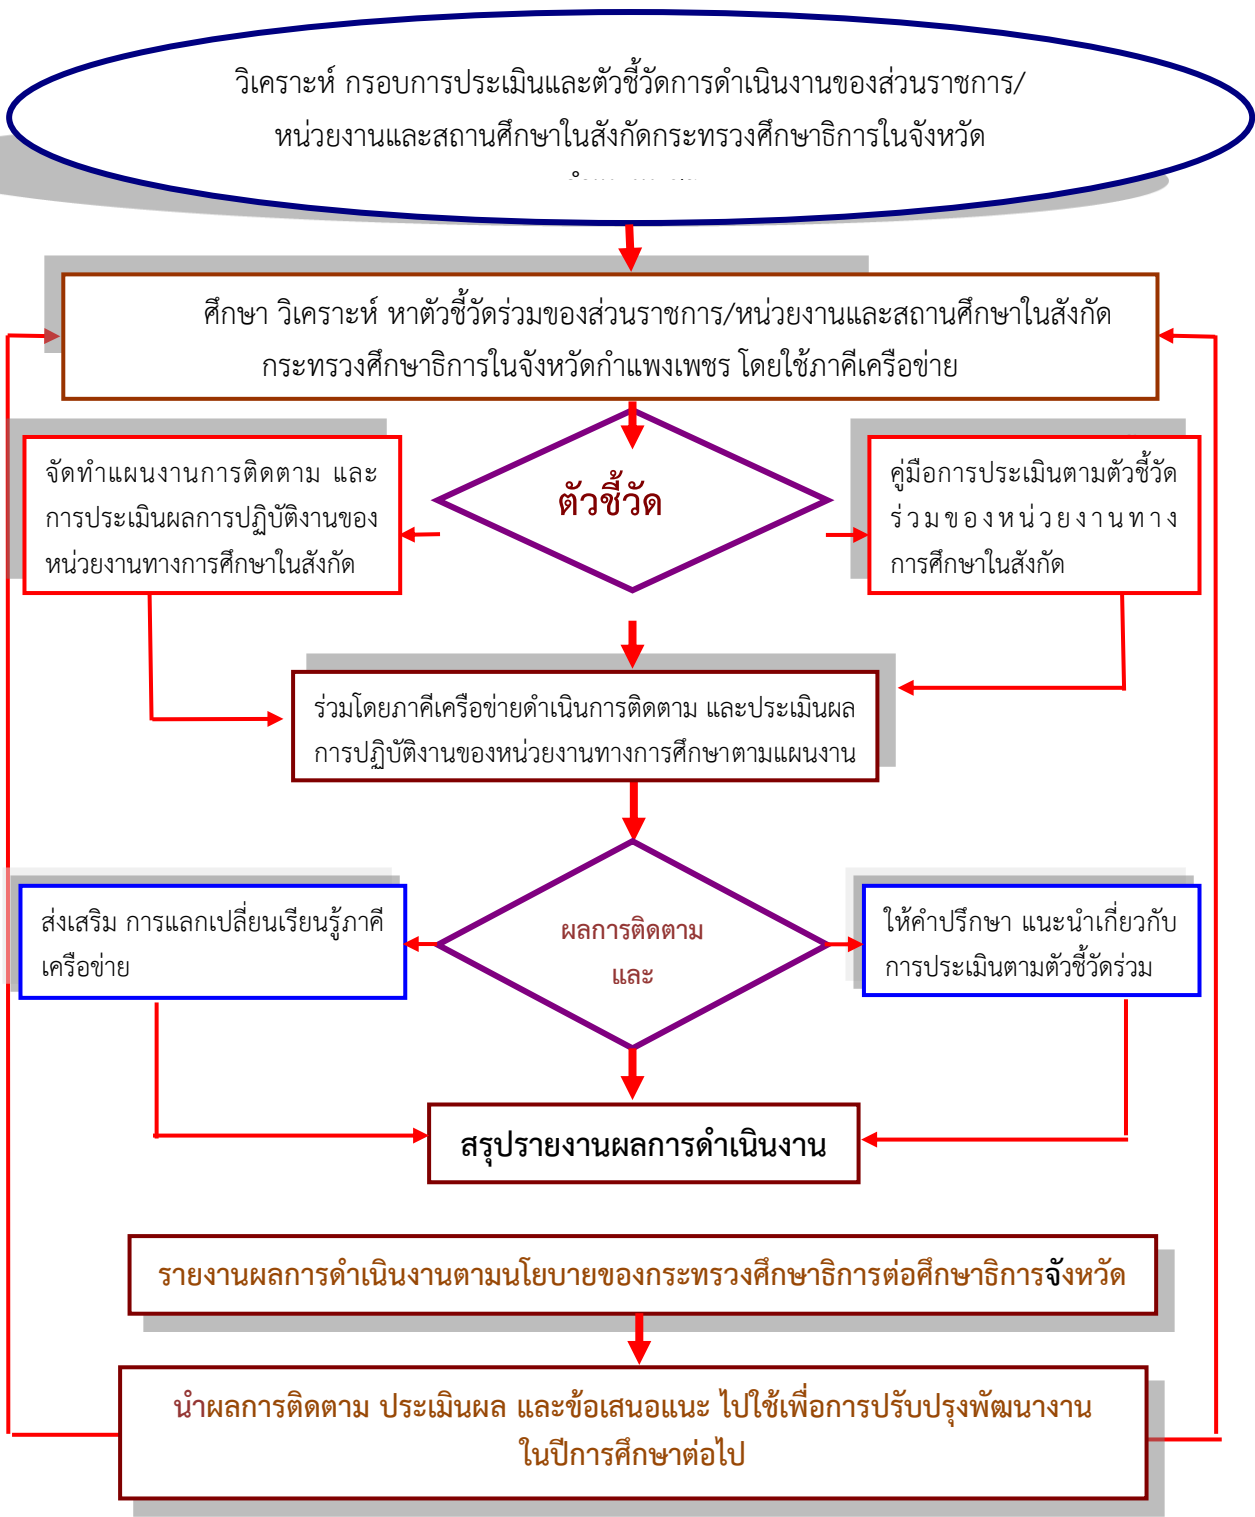 วิเคราะห์ กรอบการประเมินและตัวชี้วัดการดำเนินงานของส่วนราชการ/
หน่วยงานและสถานศึกษาในสังกัดกระทรวงศึกษาธิการในจังหวัด
ศึกษา วิเคราะห์ หาตัวชี้วัดร่วมของส่วนราชการ/หน่วยงานและสถานศึกษาในสังกัด
กระทรวงศึกษาธิการในจังหวัดกำแพงเพชร โดยใช้ภาคีเครือข่าย
จัดทำแผนงานการติดตาม และ
การประเมินผลการปฏิบัติงานของ
หน่วยงานทางการศึกษาในสังกัด
ตัวชี้วัด
คู่มือการประเมินตามตัวชี้วัด
ร่วมของหน่วยงานทาง
การศึกษาในสังกัด
ร่วมโดยภาคีเครือข่ายดำเนินการติดตาม และประเมินผล
การปฏิบัติงานของหน่วยงานทางการศึกษาตามแผนงาน
ส่งเสริม การแลกเปลี่ยนเรียนรู้ภาคี
เครือข่าย
ผลการติดตาม
และ
ให้คำปรึกษา แนะนำเกี่ยวกับ
การประเมินตามตัวชี้วัดร่วม
สรุปรายงานผลการดำเนินงาน
รายงานผลการดำเนินงานตามนโยบายของกระทรวงศึกษาธิการต่อศึกษาธิการจังหวัด
นำผลการติดตาม ประเมินผล และข้อเสนอแนะ ไปใช้เพื่อการปรับปรุงพัฒนางาน
ในปีการศึกษาต่อไป